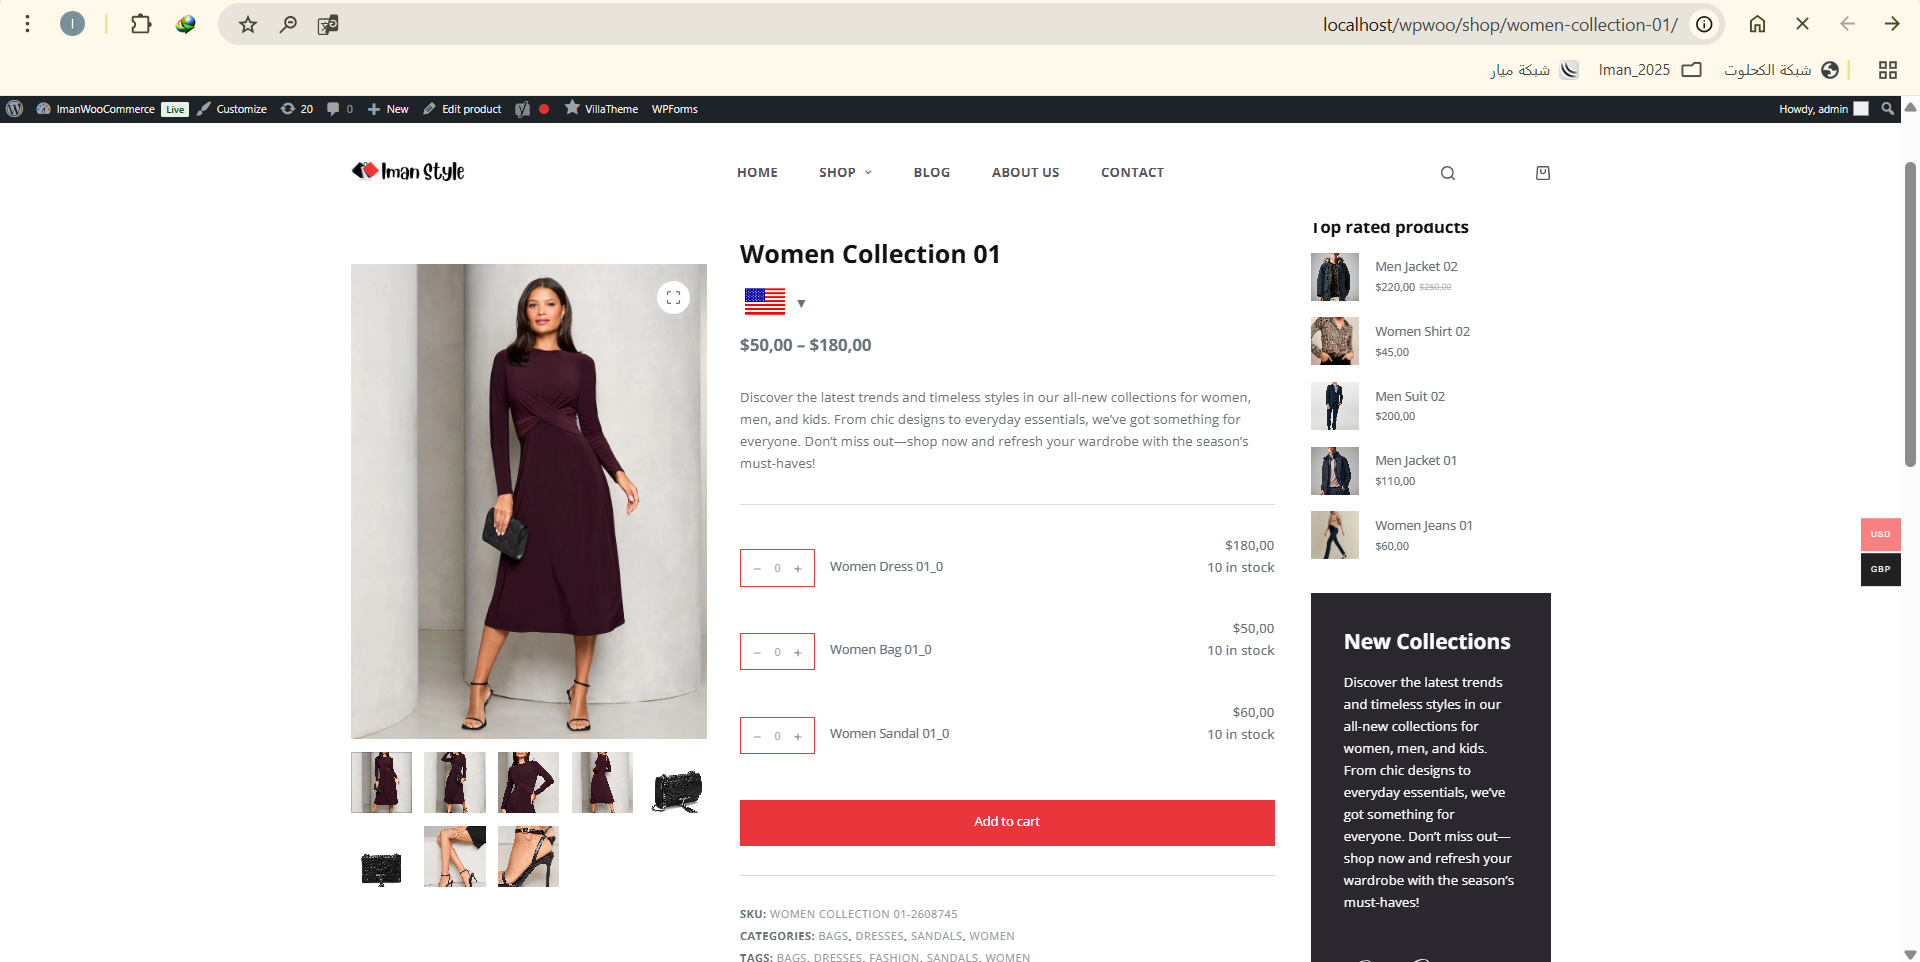 I
localhost/wpwoo/shop/women-collection-01/
شبكة ميار
Iman_2025
شبكة الكحلوت
ImanWooCommerce Live Customize 20 0 New Edit product VillaTheme WPForms
Howdy, admin
Iman Style
HOME SHOP BLOG ABOUT US CONTACT
Women Collection 01
$50,00 – $180,00
Discover the latest trends and timeless styles in our all-new collections for women,
men, and kids. From chic designs to everyday essentials, we’ve got something for
everyone. Don’t miss out—shop now and refresh your wardrobe with the season’s
must-haves!
− 0 + Women Dress 01_0
$180,00
10 in stock
− 0 + Women Bag 01_0
$50,00
10 in stock
− 0 + Women Sandal 01_0
$60,00
10 in stock
Add to cart
SKU: WOMEN COLLECTION 01-2608745
CATEGORIES: BAGS, DRESSES, SANDALS, WOMEN
TAGS: BAGS, DRESSES, FASHION, SANDALS, WOMEN
Top rated products
Men Jacket 02
$220,00 $250,00
Women Shirt 02
$45,00
Men Suit 02
$200,00
Men Jacket 01
$110,00
Women Jeans 01
$60,00
New Collections
Discover the latest trends
and timeless styles in our
all-new collections for
women, men, and kids.
From chic designs to
everyday essentials, we’ve
got something for
everyone. Don’t miss out—
shop now and refresh your
wardrobe with the season’s
must-haves!
USD
GBP